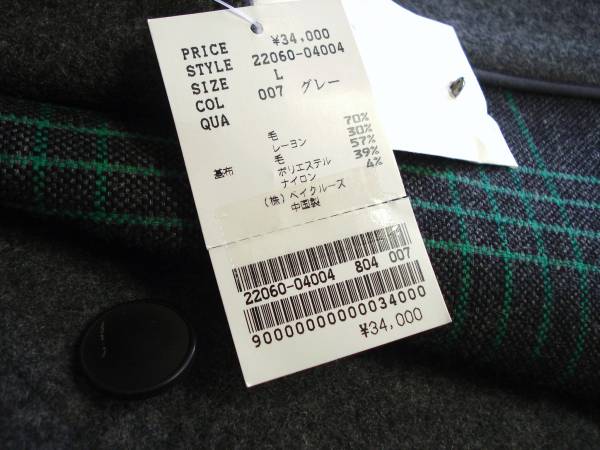 PRICE ¥34,000
STYLE 22060-04004
SIZE L
COL 007 グレー
QUA
毛 70%
レーヨン 30%
基布 毛 57%
ポリエステル 39%
ナイロン 4%
(株)ベイクルーズ
中国製
22060-04004 804 007
9000000000034000
¥34,000